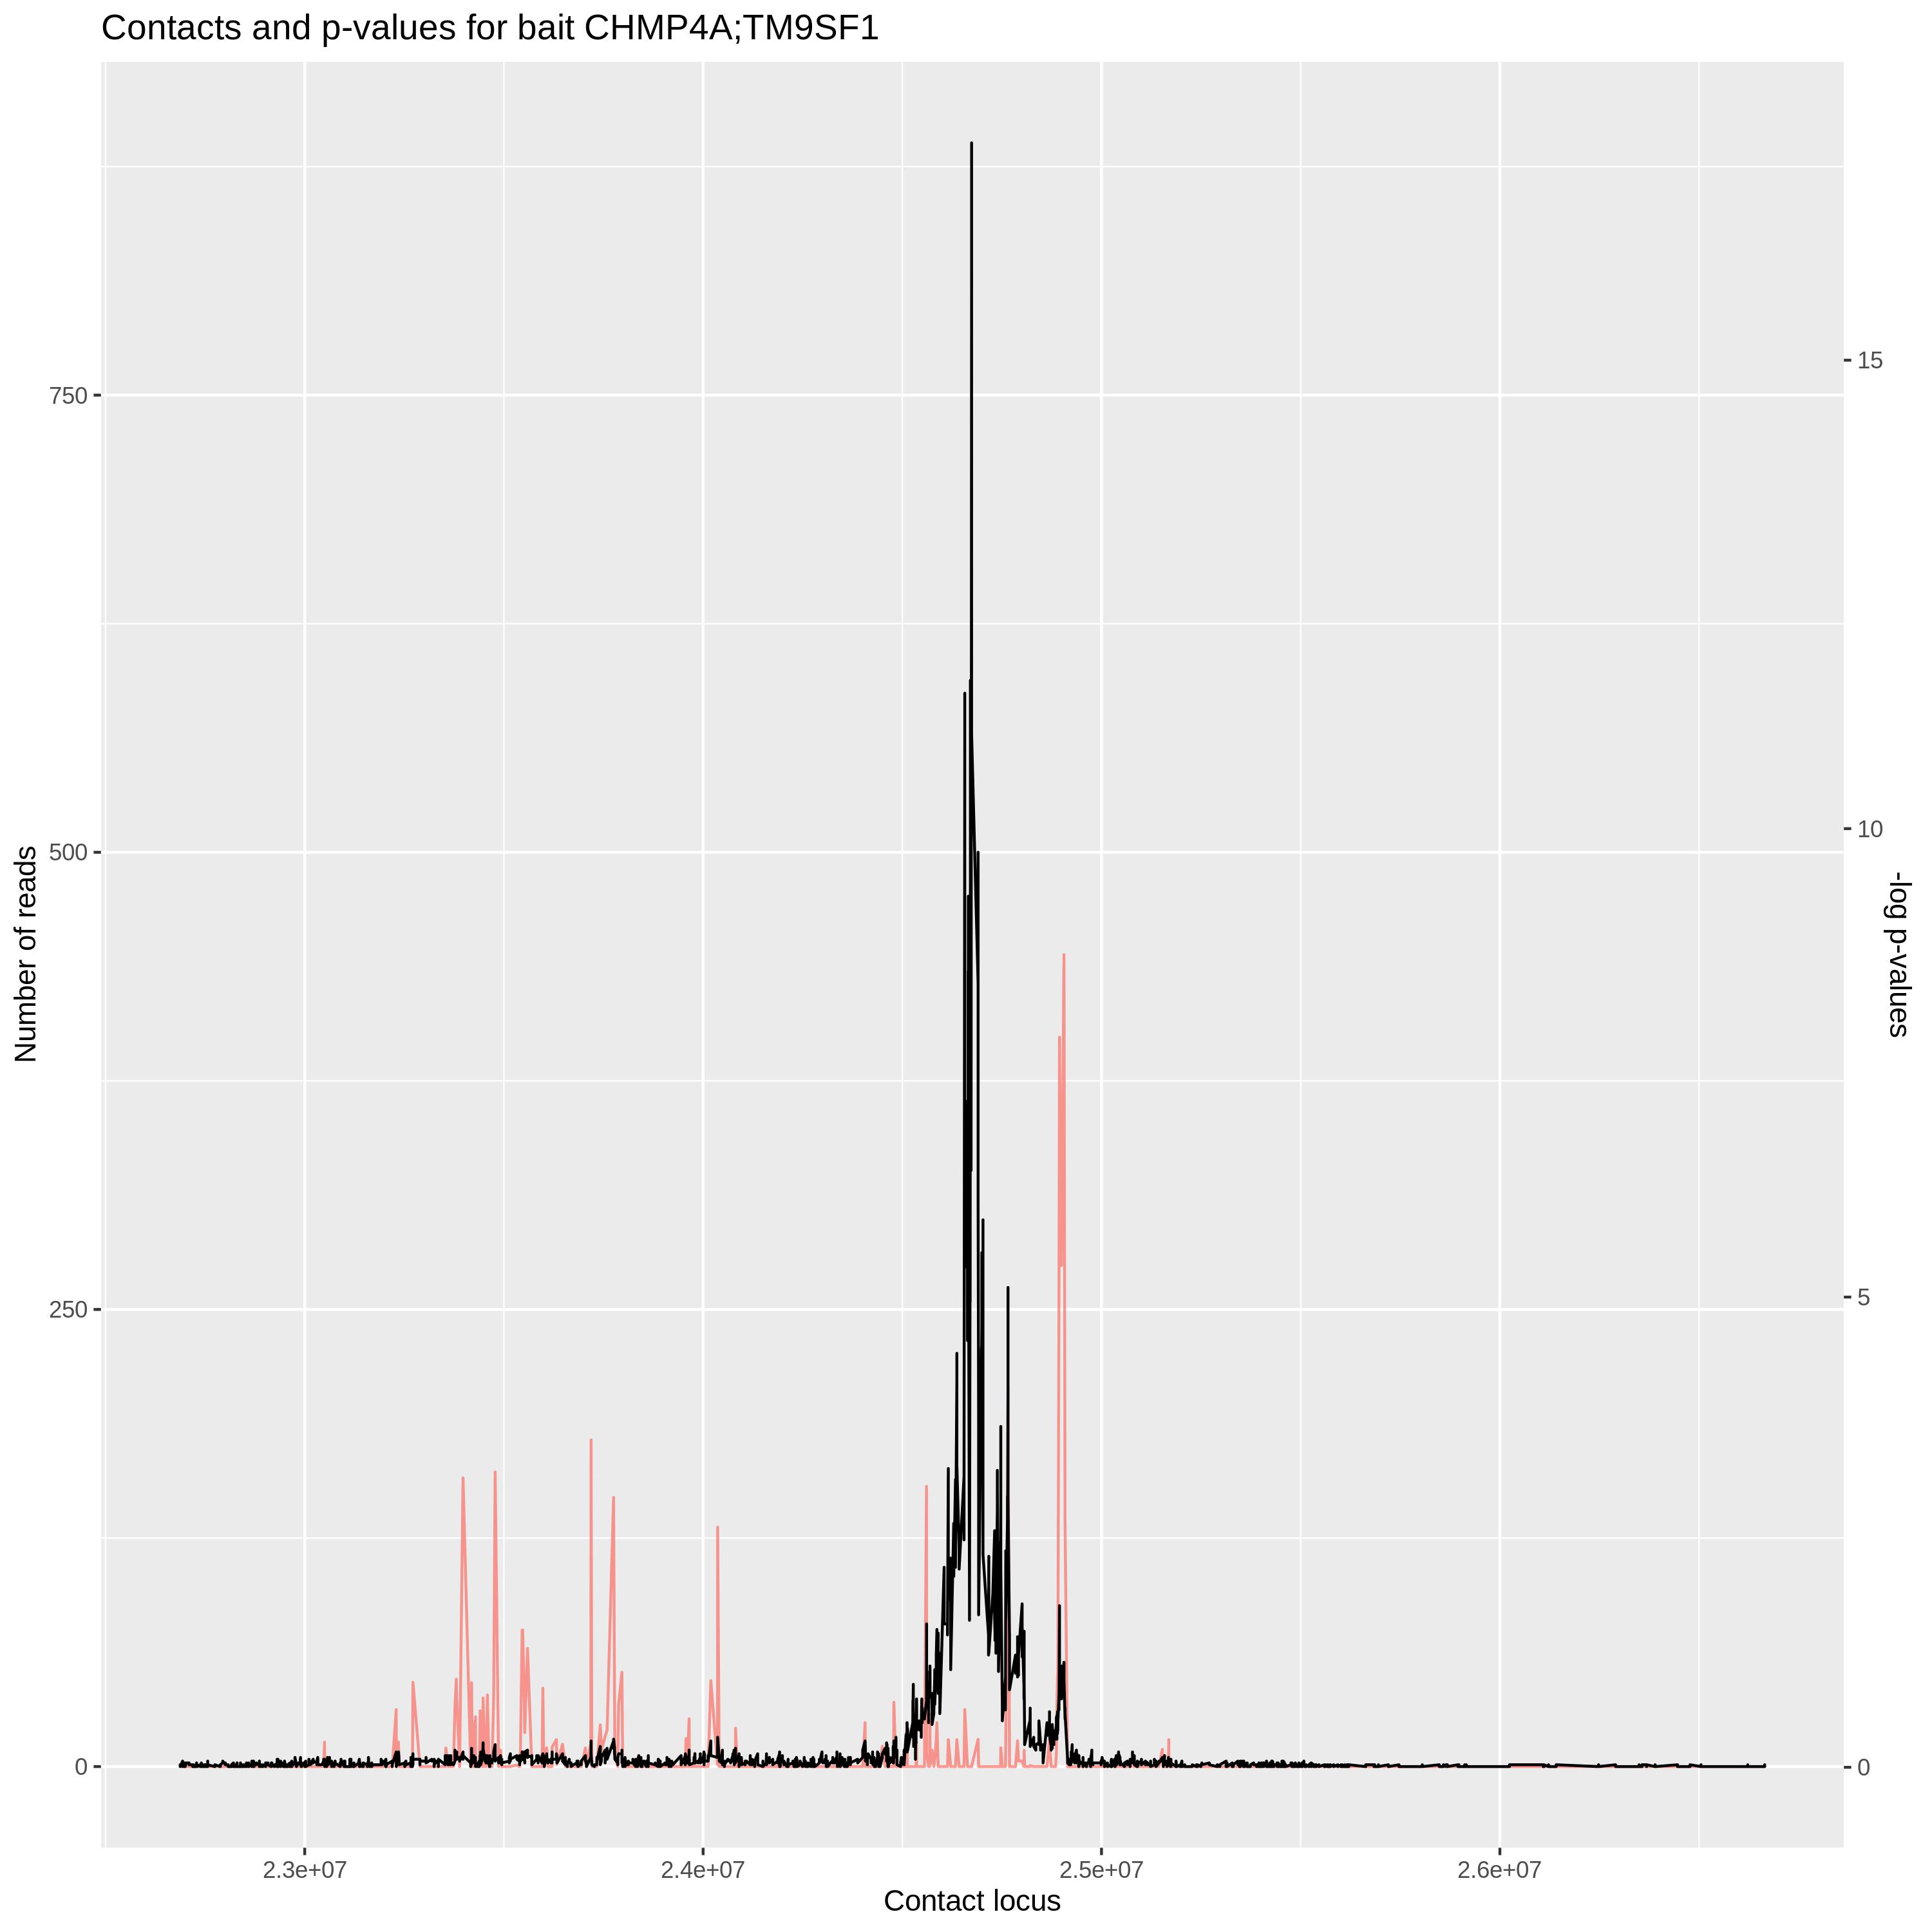 Contacts and p-values for bait CHMP4A;TM9SF1
750
500
250
0
Number of reads
15
10
5
0
-log p-values
2.3e+07
2.4e+07
2.5e+07
2.6e+07
Contact locus